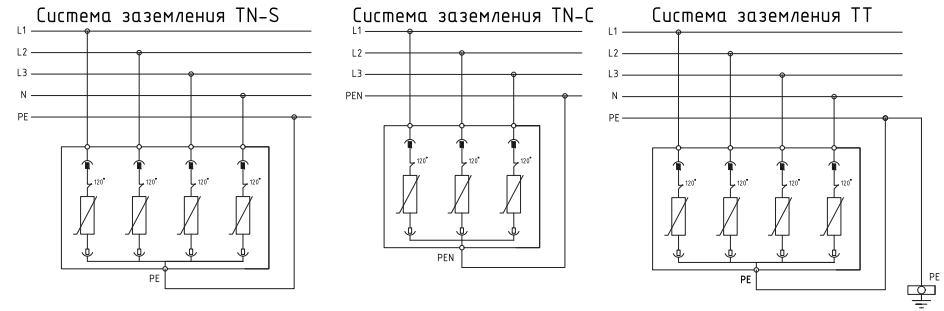 Система заземления TN-S
L1
L2
L3
N
PE
120°
120°
120°
120°
PE
Система заземления TN-C
L1
L2
L3
PEN
120°
120°
120°
PEN
Система заземления TT
L1
L2
L3
N
PE
120°
120°
120°
120°
PE
PE